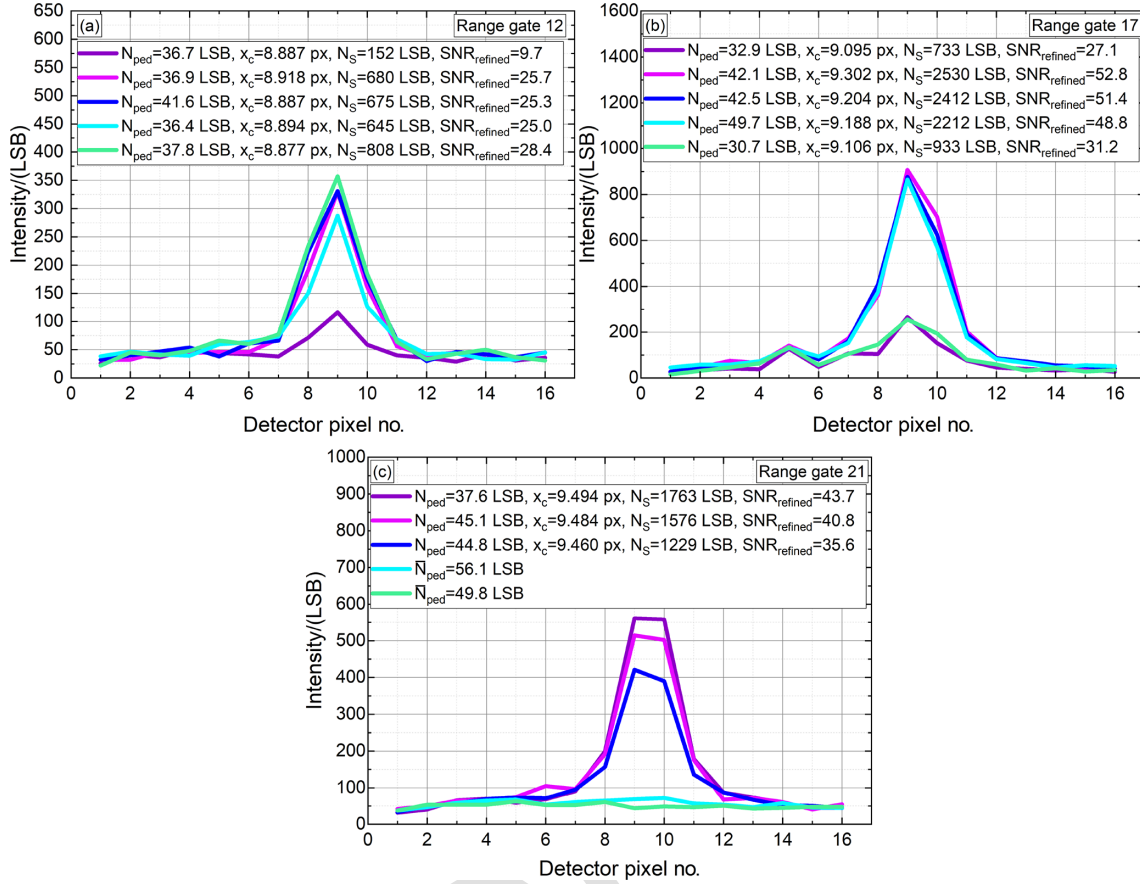 (a)
Range gate 12
N_ped=36.7 LSB, x_c=8.887 px, N_S=152 LSB, SNR_refined=9.7
N_ped=36.9 LSB, x_c=8.918 px, N_S=680 LSB, SNR_refined=25.7
N_ped=41.6 LSB, x_c=8.887 px, N_S=675 LSB, SNR_refined=25.3
N_ped=36.4 LSB, x_c=8.894 px, N_S=645 LSB, SNR_refined=25.0
N_ped=37.8 LSB, x_c=8.877 px, N_S=808 LSB, SNR_refined=28.4
650
600
550
500
450
400
350
300
250
200
150
100
50
0
Intensity/(LSB)
0 2 4 6 8 10 12 14 16
Detector pixel no.
(b)
Range gate 17
N_ped=32.9 LSB, x_c=9.095 px, N_S=733 LSB, SNR_refined=27.1
N_ped=42.1 LSB, x_c=9.302 px, N_S=2530 LSB, SNR_refined=52.8
N_ped=42.5 LSB, x_c=9.204 px, N_S=2412 LSB, SNR_refined=51.4
N_ped=49.7 LSB, x_c=9.188 px, N_S=2212 LSB, SNR_refined=48.8
N_ped=30.7 LSB, x_c=9.106 px, N_S=933 LSB, SNR_refined=31.2
1600
1400
1200
1000
800
600
400
200
0
Intensity/(LSB)
0 2 4 6 8 10 12 14 16
Detector pixel no.
(c)
Range gate 21
N_ped=37.6 LSB, x_c=9.494 px, N_S=1763 LSB, SNR_refined=43.7
N_ped=45.1 LSB, x_c=9.484 px, N_S=1576 LSB, SNR_refined=40.8
N_ped=44.8 LSB, x_c=9.460 px, N_S=1229 LSB, SNR_refined=35.6
N̄_ped=56.1 LSB
N̄_ped=49.8 LSB
1000
900
800
700
600
500
400
300
200
100
0
Intensity/(LSB)
0 2 4 6 8 10 12 14 16
Detector pixel no.